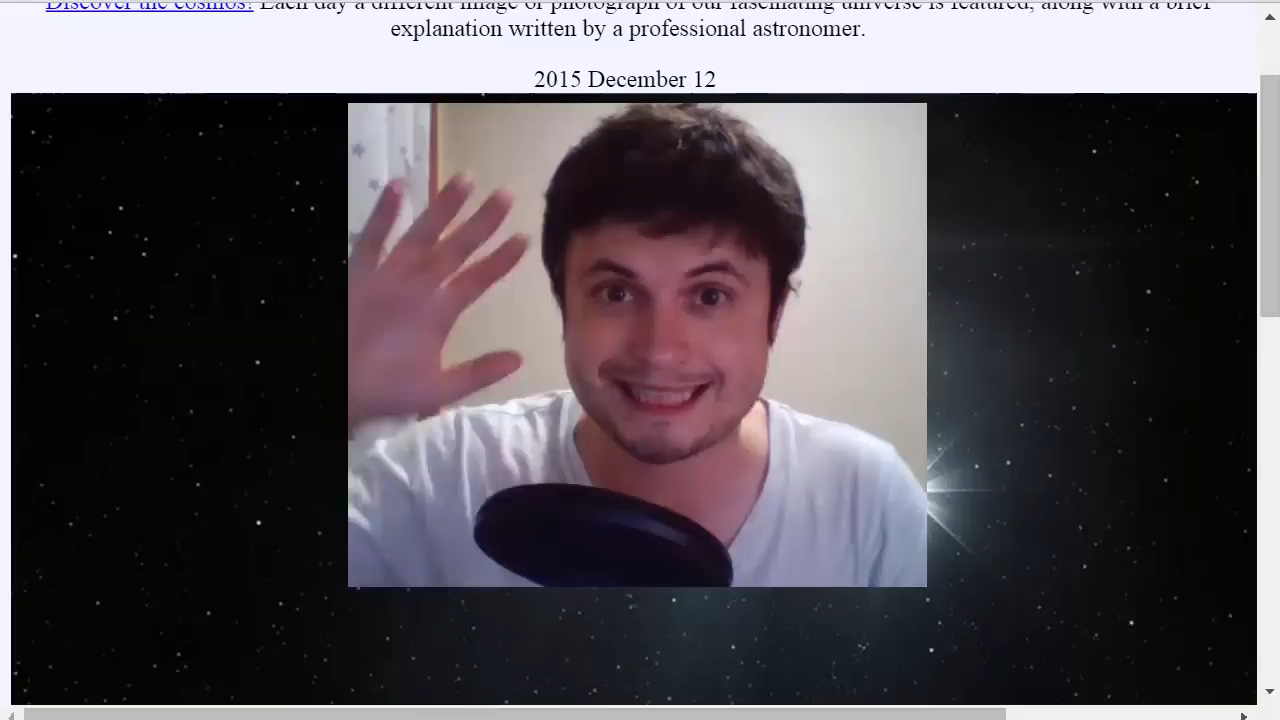 Discover the cosmos! Each day a different image or photograph of our fascinating universe is featured, along with a brief
explanation written by a professional astronomer.
2015 December 12